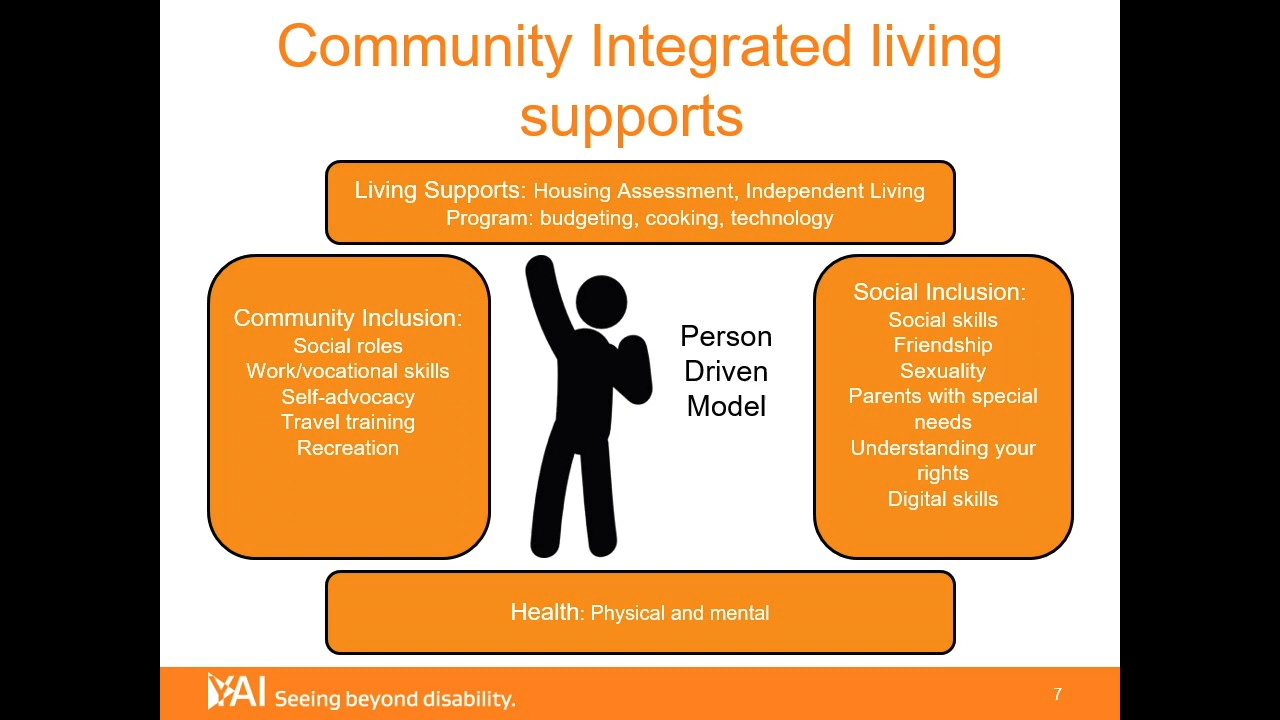 Community Integrated living
supports
Living Supports: Housing Assessment, Independent Living
Program: budgeting, cooking, technology
Community Inclusion:
Social roles
Work/vocational skills
Self-advocacy
Travel training
Recreation
Person
Driven
Model
Social Inclusion:
Social skills
Friendship
Sexuality
Parents with special
needs
Understanding your
rights
Digital skills
Health: Physical and mental
YAI Seeing beyond disability.
7